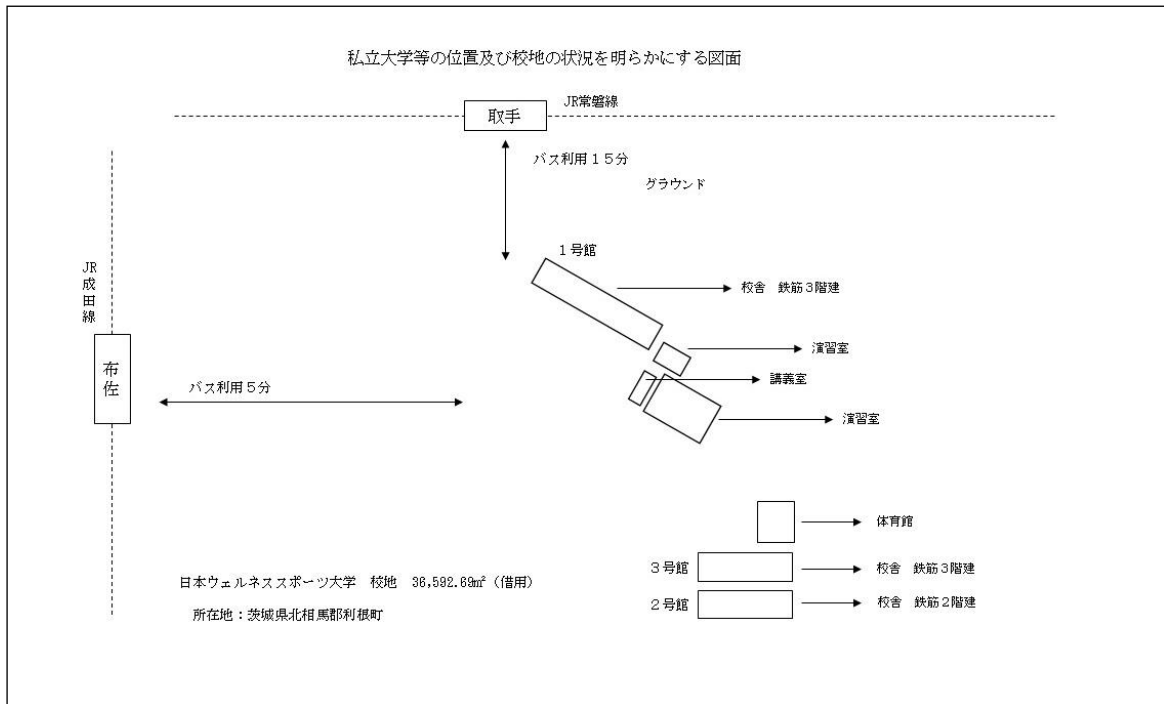 私立大学等の位置及び校地の状況を明らかにする図面
JR常磐線
取手
バス利用１５分
グラウンド
１号館
JR成田線
校舎　鉄筋３階建
演習室
布佐
講義室
バス利用５分
演習室
体育館
３号館
校舎　鉄筋３階建
日本ウェルネススポーツ大学　校地　36,592.69㎡（借用）
２号館
校舎　鉄筋２階建
所在地：茨城県北相馬郡利根町